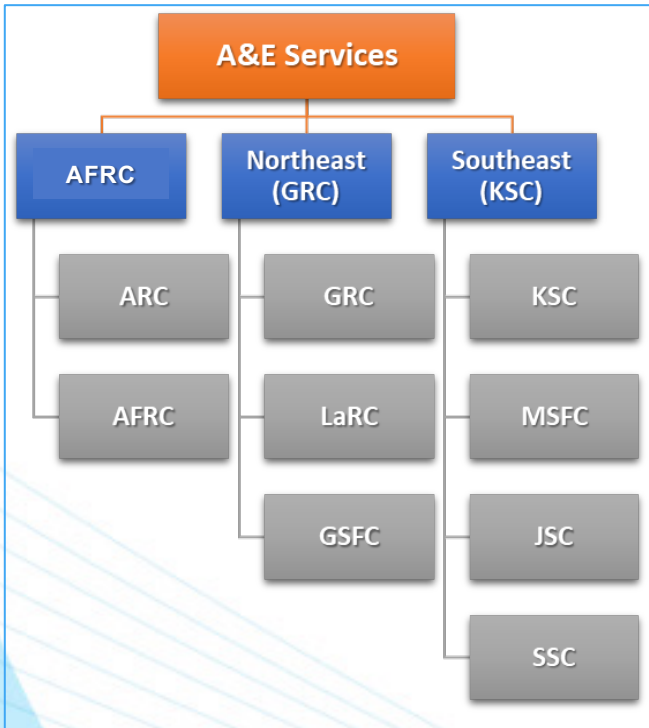 A&E Services
AFRC
Northeast
(GRC)
Southeast
(KSC)
ARC
GRC
KSC
AFRC
LaRC
MSFC
GSFC
JSC
SSC